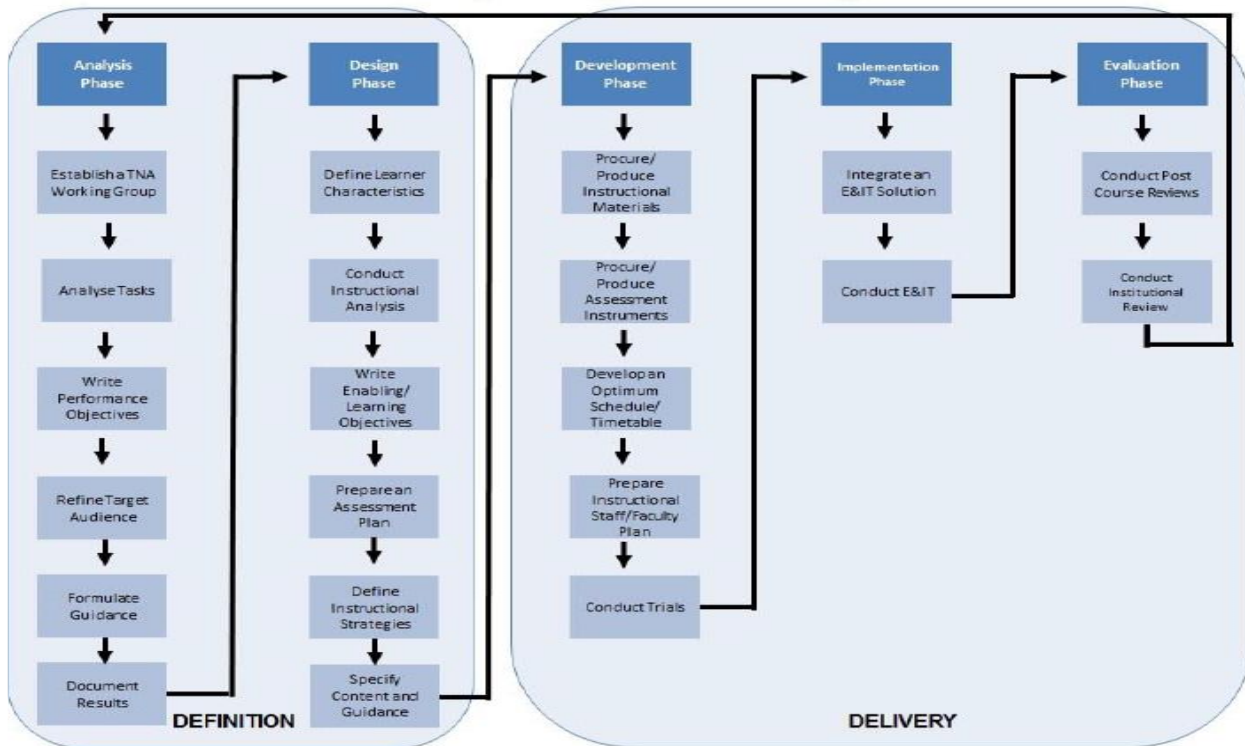 Analysis
Phase
Establish a TNA
Working Group
Analyse Tasks
Write
Performance
Objectives
Refine Target
Audience
Formulate
Guidance
Document
Results
Design
Phase
Define Learner
Characteristics
Conduct
Instructional
Analysis
Write
Enabling/
Learning
Objectives
Prepare an
Assessment
Plan
Define
Instructional
Strategies
Specify
Content and
Guidance
DEFINITION
Development
Phase
Procure/
Produce
Instructional
Materials
Procure/
Produce
Assessment
Instruments
Develop an
Optimum
Schedule/
Timetable
Prepare
Instructional
Staff/Faculty
Plan
Conduct Trials
Implementation
Phase
Integrate an
E&IT Solution
Conduct E&IT
Evaluation
Phase
Conduct Post
Course Reviews
Conduct
Institutional
Review
DELIVERY